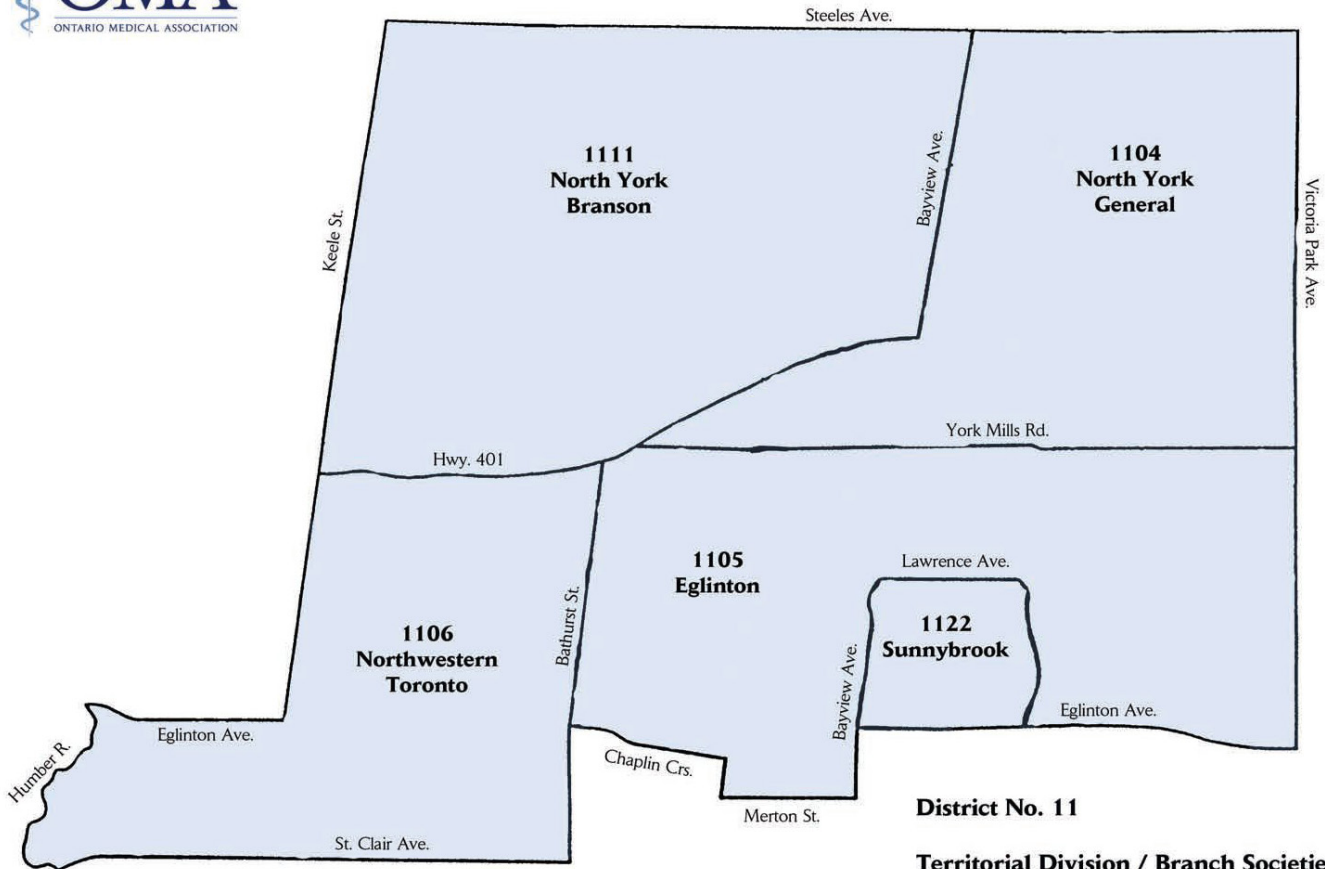 OMA
ONTARIO MEDICAL ASSOCIATION
Steeles Ave.
1111
North York
Branson
Bayview Ave.
1104
North York
General
Keele St.
Victoria Park Ave.
York Mills Rd.
Hwy. 401
1105
Eglinton
Lawrence Ave.
1122
Sunnybrook
1106
Northwestern
Toronto
Bathurst St.
Bayview Ave.
Eglinton Ave.
Eglinton Ave.
Humber R.
Chaplin Crs.
Merton St.
St. Clair Ave.
District No. 11
Territorial Division / Branch Societie